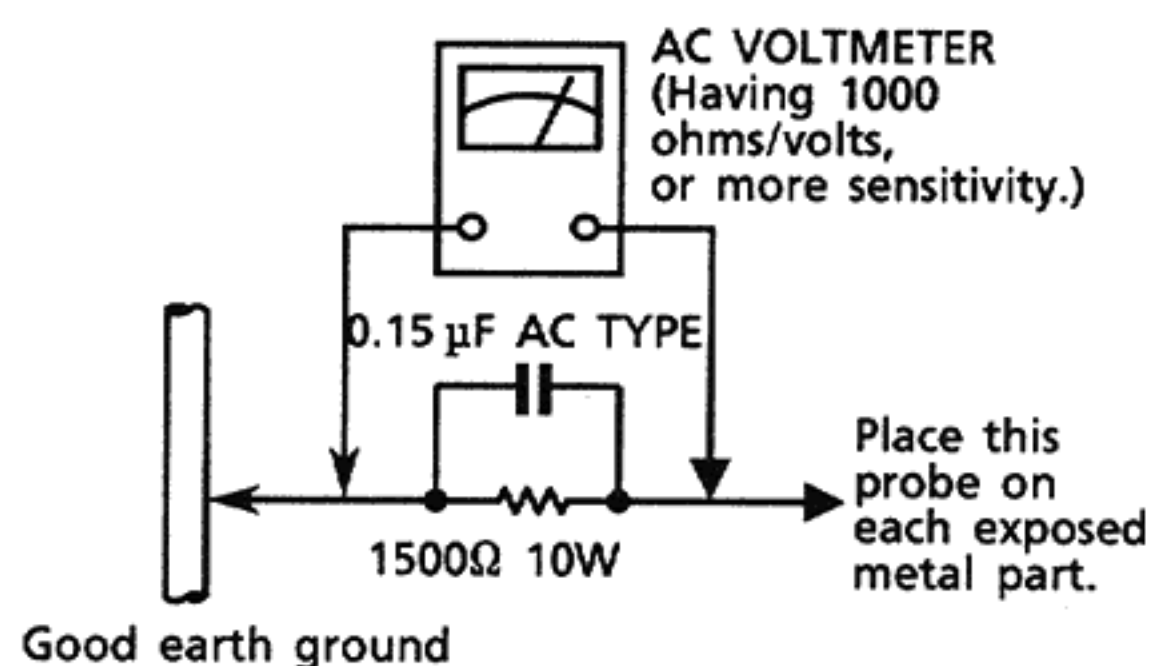 AC VOLTMETER
(Having 1000
ohms/volts,
or more sensitivity.)
0.15 µF AC TYPE
Place this
probe on
each exposed
metal part.
1500Ω 10W
Good earth ground